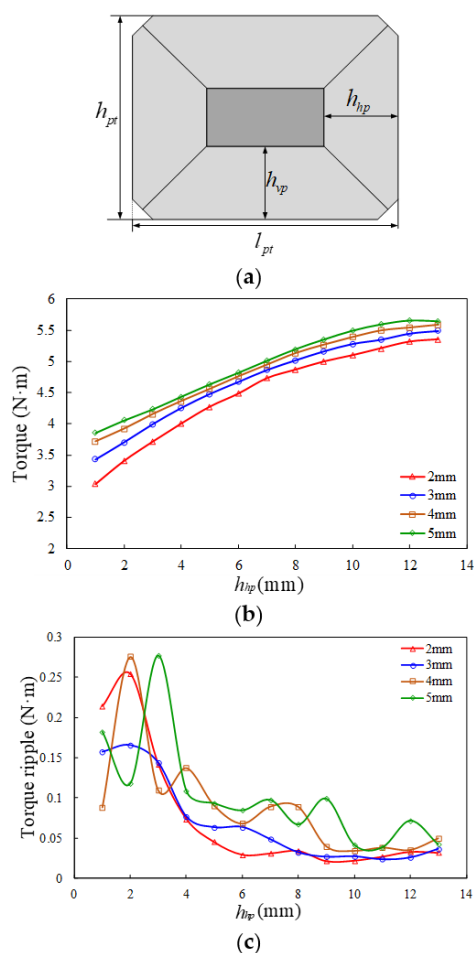 h_pt
h_hp
h_vp
l_pt
(a)
6
5.5
5
4.5
4
3.5
3
2.5
2
Torque (N·m)
2mm
3mm
4mm
5mm
0 2 4 6 8 10 12 14
h_hp(mm)
(b)
0.3
0.25
0.2
0.15
0.1
0.05
0
Torque ripple (N·m)
2mm
3mm
4mm
5mm
0 2 4 6 8 10 12 14
h_hp(mm)
(c)